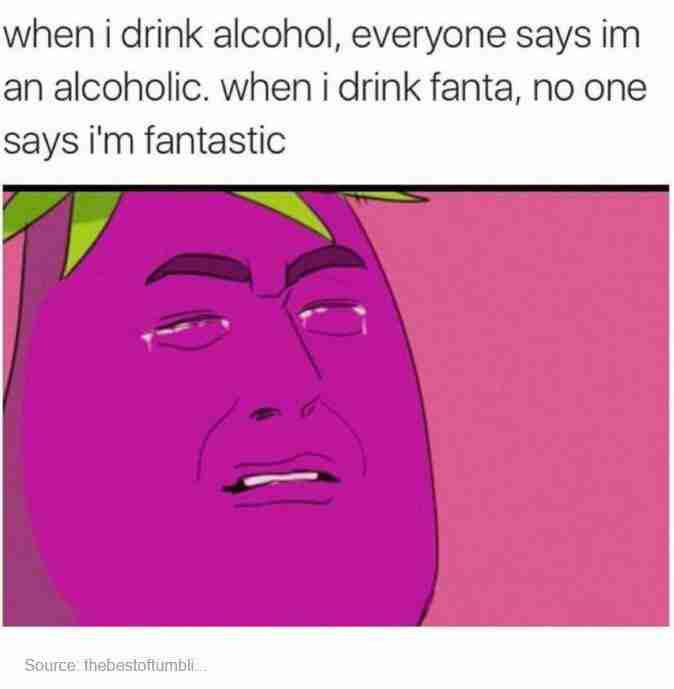 when i drink alcohol, everyone says im
an alcoholic. when i drink fanta, no one
says i'm fantastic
Source: thebestoftumbli...